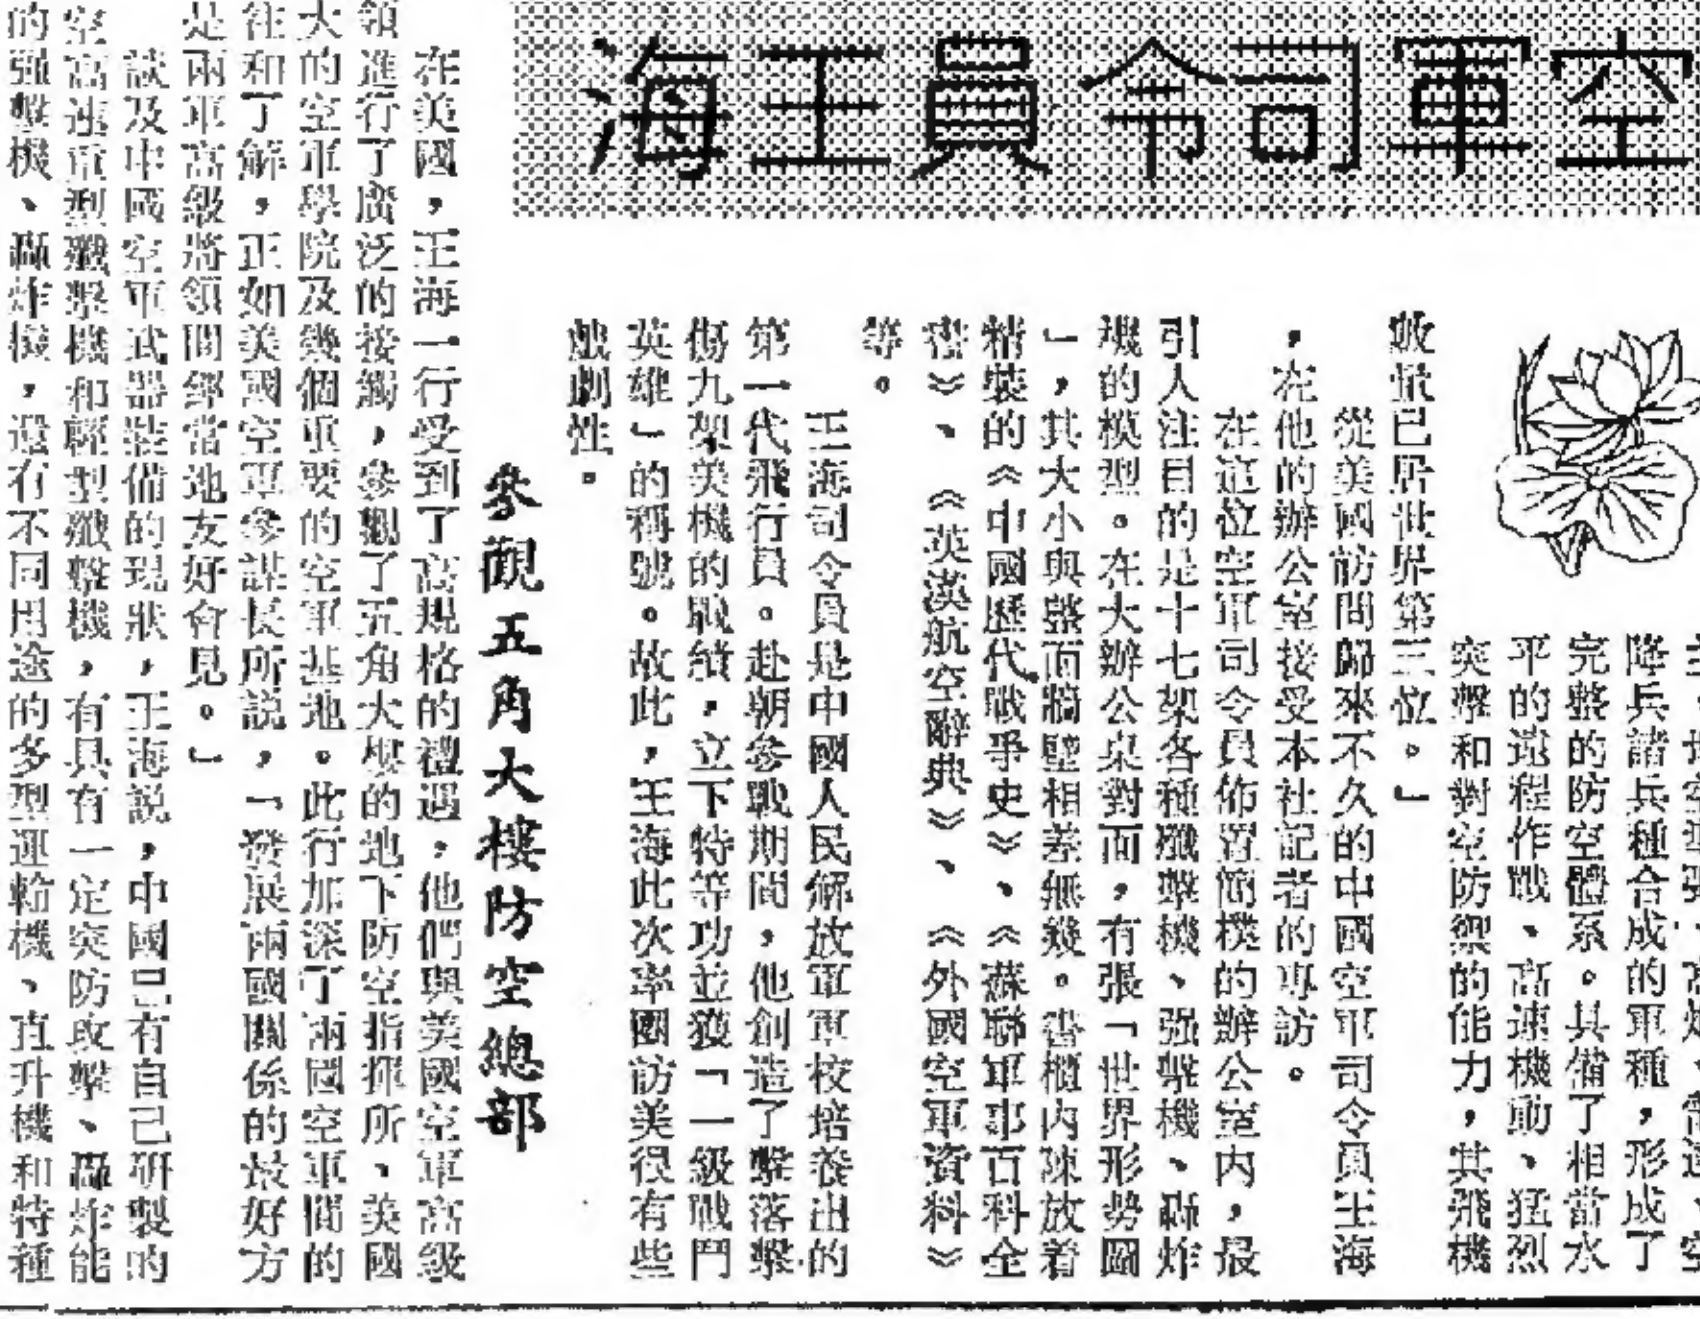 空軍司令員王海
降兵諸兵種合成的軍種，形成了
完整的防空體系。具備了相當水
平的遠程作戰、高速機動、猛烈
突擊和對空防禦的能力，其飛機
數量已居世界第三位。」
從美國訪問歸來不久的中國空軍司令員王海
，在他的辦公室接受本社記者的專訪。
在這位空軍司令員佈置簡樸的辦公室內，最
引人注目的是十七架各種殲擊機、强擊機、轟炸
機的模型。在大辦公桌對面，有張「世界形勢圖
」，其大小與整面牆壁相差無幾。書櫃內陳放着
精裝的《中國歷代戰爭史》、《蘇聯軍事百科全
書》、《英漢航空辭典》、《外國空軍資料》
等。
王海司令員是中國人民解放軍軍校培養出的
第一代飛行員。赴朝參戰期間，他創造了擊落擊
傷九架美機的戰績，立下特等功並獲「一級戰鬥
英雄」的稱號。故此，王海此次率團訪美很有些
戲劇性。
參觀五角大樓防空總部
在美國，王海一行受到了高規格的禮遇，他們與美國空軍高級
領進行了廣泛的接觸，參觀了五角大樓的地下防空指揮所、美國
大的空軍學院及幾個重要的空軍基地。此行加深了兩國空軍間的
往和了解，正如美國空軍參謀長所説，「發展兩國關係的最好方
是兩軍高級將領間經常地友好會見。」
談及中國空軍武器裝備的現狀，王海説，中國已有自己研製的
空高速重型殲擊機和輕型殲擊機，有具有一定突防攻擊、轟炸能
的强擊機、轟炸機，還有不同用途的多型運輸機、直升機和特種